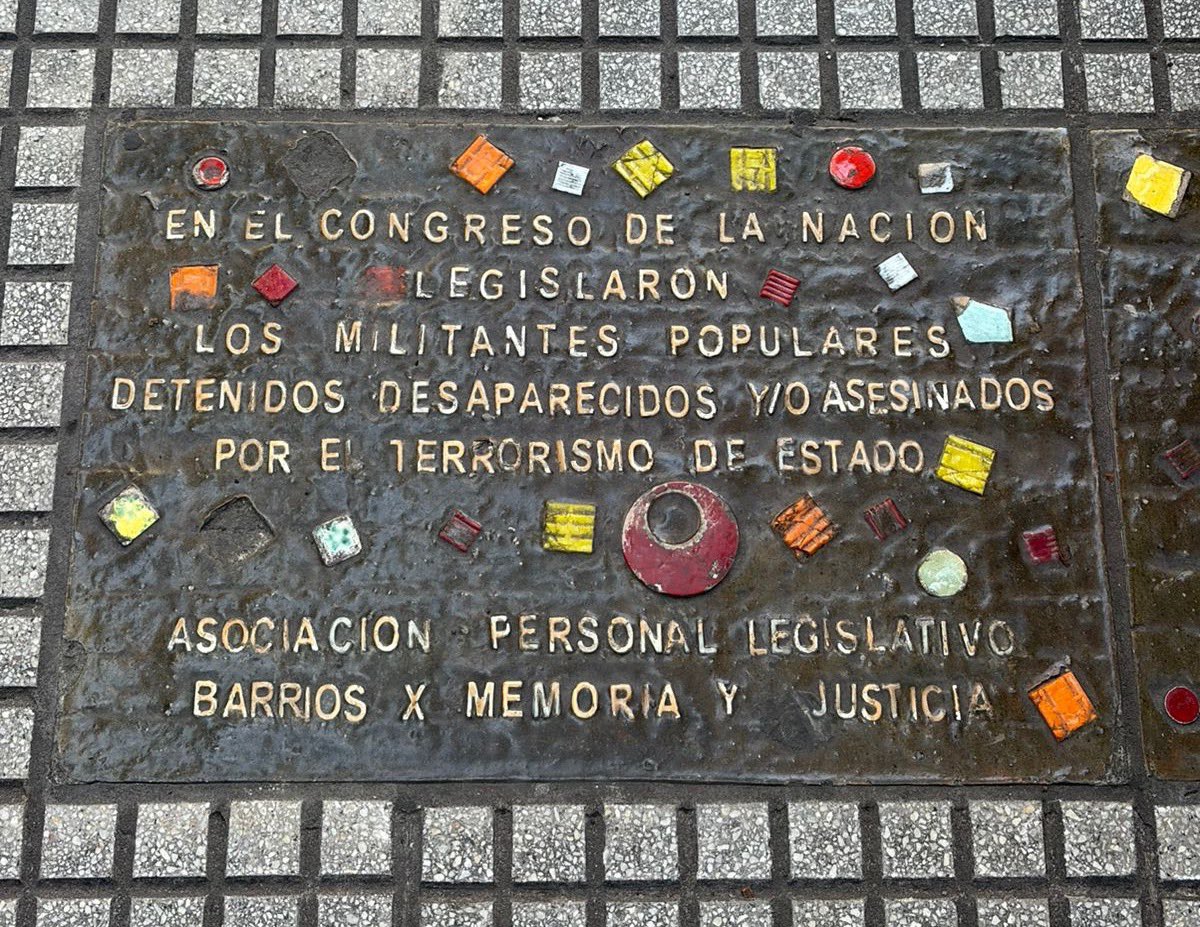 EN EL CONGRESO DE LA NACION
LEGISLARON
LOS MILITANTES POPULARES
DETENIDOS DESAPARECIDOS Y/O ASESINADOS
POR EL TERRORISMO DE ESTADO
ASOCIACION PERSONAL LEGISLATIVO
BARRIOS X MEMORIA Y JUSTICIA